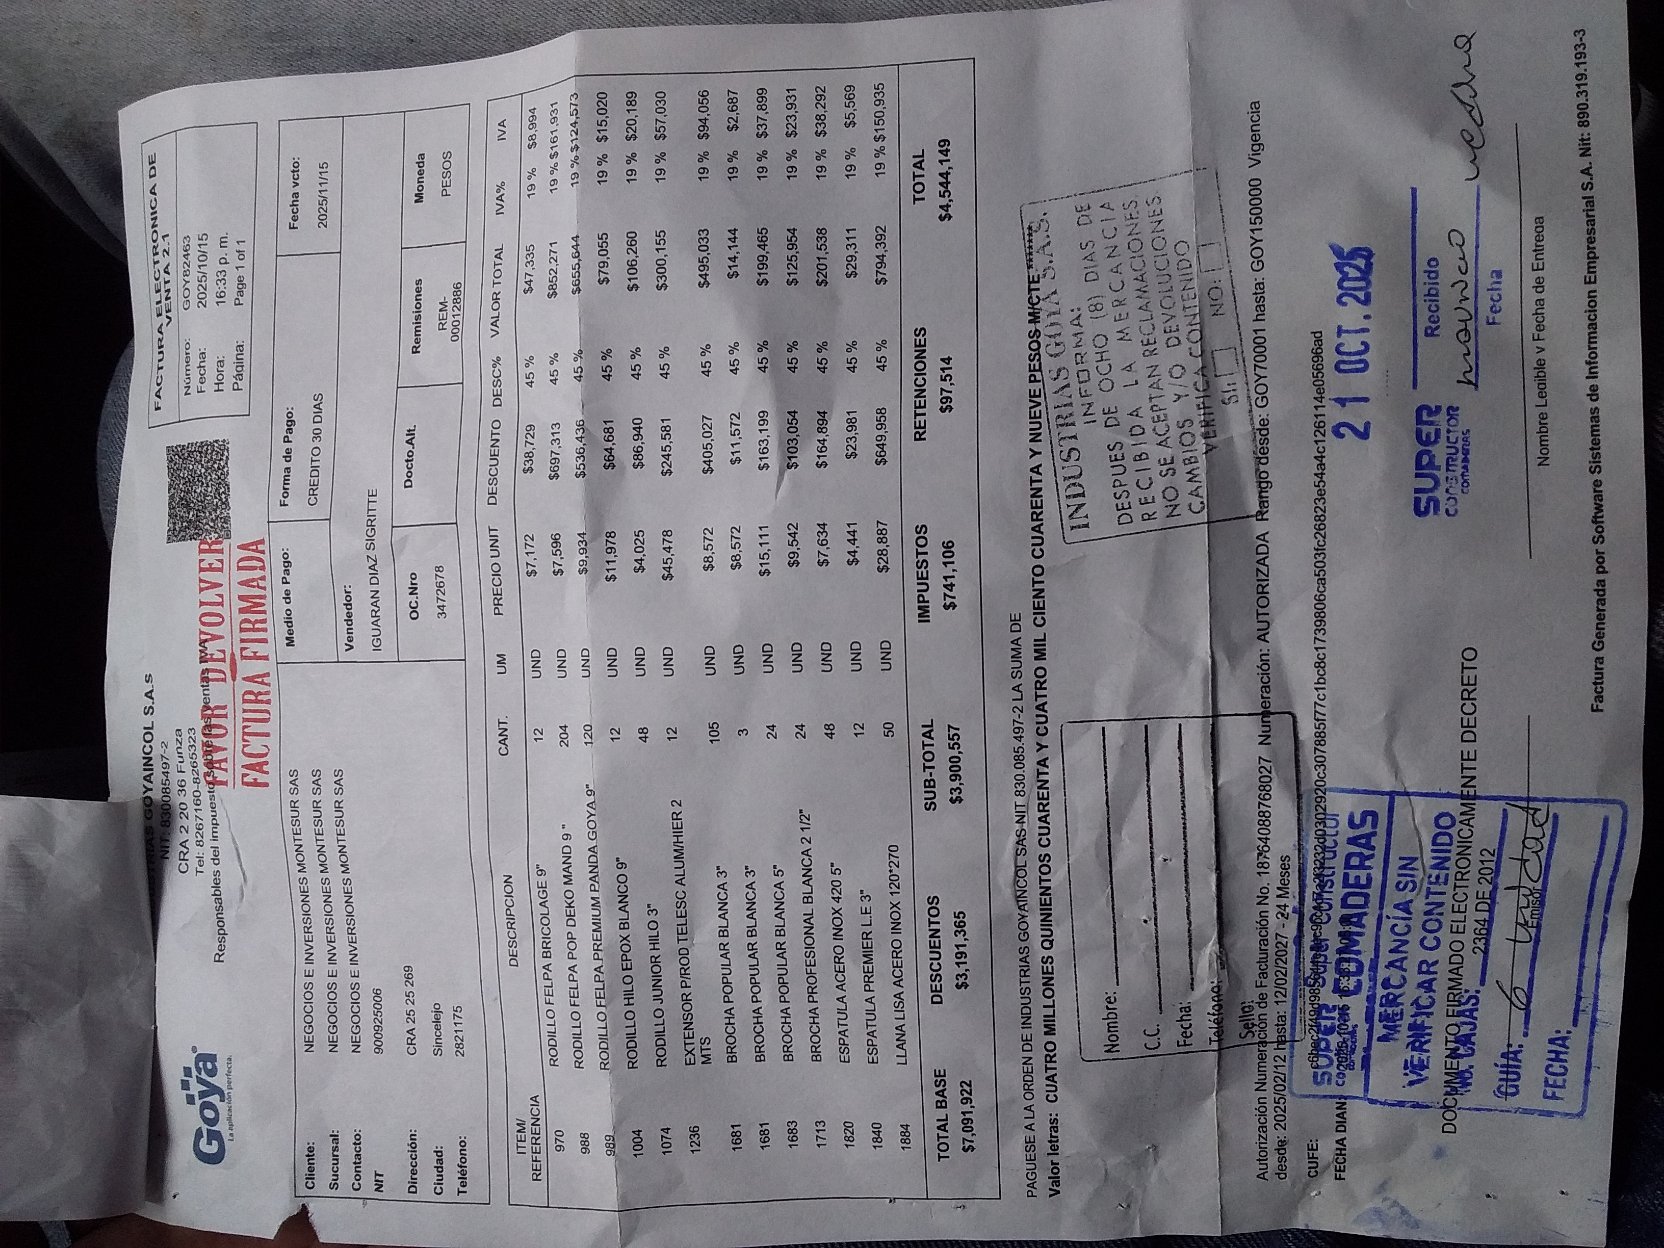 Goya
La aplicación perfecta.
GOYAINCOL S.A.S
NIT: 830085497-2
CRA 2 20 36 Funza
Tel: 8267160-8265323
Responsables del Impuesto Sobre las Ventas IVA
FAVOR DEVOLVER
FACTURA FIRMADA
FACTURA ELECTRONICA DE
VENTA 2.1
Número: GOY82463
Fecha: 2025/10/15
Hora: 16:33 p. m.
Página: Page 1 of 1
Cliente: NEGOCIOS E INVERSIONES MONTESUR SAS
Sucursal: NEGOCIOS E INVERSIONES MONTESUR SAS
Contacto: NEGOCIOS E INVERSIONES MONTESUR SAS
NIT 900925006
Dirección: CRA 25 25 269
Ciudad: Sincelejo
Teléfono: 2821175
Medio de Pago: Forma de Pago: Fecha vcto:
CREDITO 30 DIAS 2025/11/15
Vendedor:
IGUARAN DIAZ SIGRITTE
OC.Nro Docto.Alt. Remisiones Moneda
3472678 REM-00012886 PESOS
ITEM/ REFERENCIA DESCRIPCION CANT. UM PRECIO UNIT DESCUENTO DESC% VALOR TOTAL IVA% IVA
970 RODILLO FELPA BRICOLAGE 9" 12 UND $7,172 $38,729 45 % $47,335 19 % $8,994
988 RODILLO FELPA POP DEKO MAND 9 " 204 UND $7,596 $697,313 45 % $852,271 19 % $161,931
989 RODILLO FELPA PREMIUM PANDA GOYA 9" 120 UND $9,934 $536,436 45 % $655,644 19 % $124,573
1004 RODILLO HILO EPOX BLANCO 9" 12 UND $11,978 $64,681 45 % $79,055 19 % $15,020
1074 RODILLO JUNIOR HILO 3" 48 UND $4,025 $86,940 45 % $106,260 19 % $20,189
1236 EXTENSOR P/ROD TELESC ALUM/HIER 2 MTS 12 UND $45,478 $245,581 45 % $300,155 19 % $57,030
1681 BROCHA POPULAR BLANCA 3" 105 UND $8,572 $405,027 45 % $495,033 19 % $94,056
1681 BROCHA POPULAR BLANCA 3" 3 UND $8,572 $11,572 45 % $14,144 19 % $2,687
1683 BROCHA POPULAR BLANCA 5" 24 UND $15,111 $163,199 45 % $199,465 19 % $37,899
1713 BROCHA PROFESIONAL BLANCA 2 1/2" 24 UND $9,542 $103,054 45 % $125,954 19 % $23,931
1820 ESPATULA ACERO INOX 420 5" 48 UND $7,634 $164,894 45 % $201,538 19 % $38,292
1840 ESPATULA PREMIER L.E 3" 12 UND $4,441 $23,981 45 % $29,311 19 % $5,569
1884 LLANA LISA ACERO INOX 120*270 50 UND $28,887 $649,958 45 % $794,392 19 % $150,935
TOTAL BASE DESCUENTOS SUB-TOTAL IMPUESTOS RETENCIONES TOTAL
$7,091,922 $3,191,365 $3,900,557 $741,106 $97,514 $4,544,149
PAGUESE A LA ORDEN DE INDUSTRIAS GOYAINCOL SAS NIT 830.085.497-2 LA SUMA DE
Valor letras: CUATRO MILLONES QUINIENTOS CUARENTA Y CUATRO MIL CIENTO CUARENTA Y NUEVE PESOS M/CTE.*******
Nombre:
C.C.
Fecha:
Teléfono:
Sello:
INDUSTRIAS GOYA S.A.S.
INFORMA:
DESPUES DE OCHO (8) DIAS DE
RECIBIDA LA MERCANCIA
NO SE ACEPTAN RECLAMACIONES
CAMBIOS Y/O DEVOLUCIONES
VERIFICA CONTENIDO
SI: NO:
Autorización Numeración de Facturación No. 18764088768027 Numeración: AUTORIZADA Rango desde: GOY70001 hasta: GOY150000 Vigencia
desde: 2025/02/12 hasta: 12/02/2027 - 24 Meses
CUFE:
FECHA DIAN:
SUPER Super Constructor
COMADERAS
MERCANCÍA SIN
VERIFICAR CONTENIDO
No. CAJAS:
GUÍA: 6 unidad
FECHA:
DOCUMENTO FIRMADO ELECTRONICAMENTE DECRETO
2364 DE 2012
Emisor
21 OCT. 2025
SUPER
CONSTRUCTOR
COMADERAS
Recibido
Fecha
Nombre Legible y Fecha de Entrega
Factura Generada por Software Sistemas de Informacion Empresarial S.A. Nit: 890.319.193-3